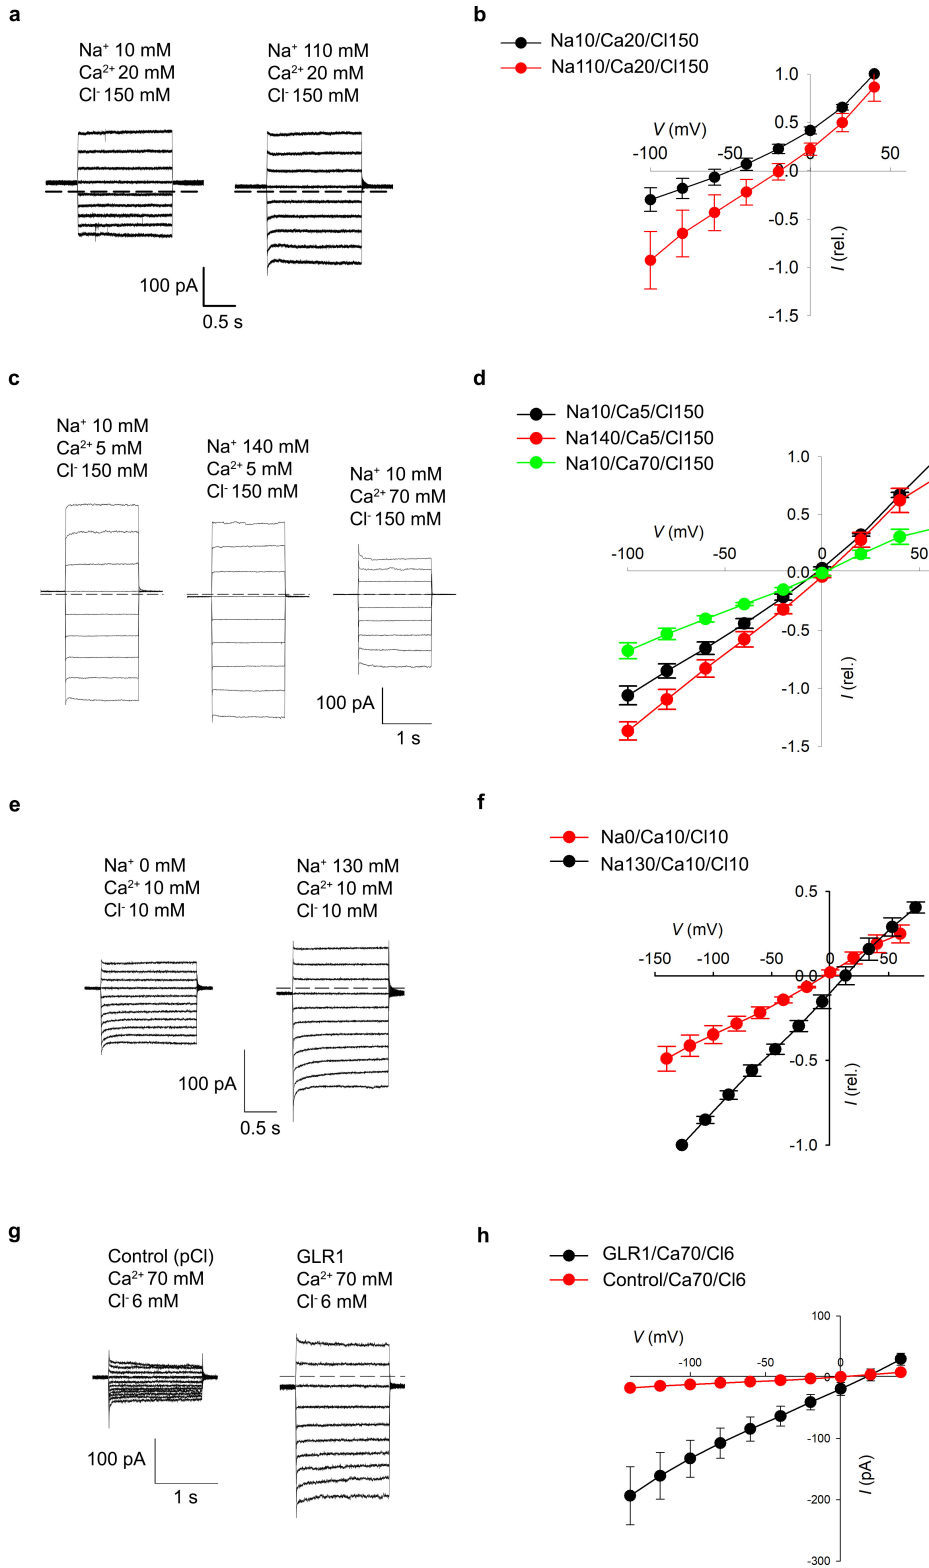 a
Na⁺ 10 mM
Ca²⁺ 20 mM
Cl⁻ 150 mM
Na⁺ 110 mM
Ca²⁺ 20 mM
Cl⁻ 150 mM
100 pA
0.5 s
b
Na10/Ca20/Cl150
Na110/Ca20/Cl150
V (mV)
-100
-50
0
50
1.0
0.5
0.0
-0.5
-1.0
-1.5
I (rel.)
c
Na⁺ 10 mM
Ca²⁺ 5 mM
Cl⁻ 150 mM
Na⁺ 140 mM
Ca²⁺ 5 mM
Cl⁻ 150 mM
Na⁺ 10 mM
Ca²⁺ 70 mM
Cl⁻ 150 mM
100 pA
1 s
d
Na10/Ca5/Cl150
Na140/Ca5/Cl150
Na10/Ca70/Cl150
V (mV)
-100
-50
0
50
1.0
0.5
0.0
-0.5
-1.0
-1.5
I (rel.)
e
Na⁺ 0 mM
Ca²⁺ 10 mM
Cl⁻ 10 mM
Na⁺ 130 mM
Ca²⁺ 10 mM
Cl⁻ 10 mM
100 pA
0.5 s
f
Na0/Ca10/Cl10
Na130/Ca10/Cl10
V (mV)
-150
-100
-50
0
50
0.5
0.0
-0.5
-1.0
I (rel.)
g
Control (pCl)
Ca²⁺ 70 mM
Cl⁻ 6 mM
GLR1
Ca²⁺ 70 mM
Cl⁻ 6 mM
100 pA
1 s
h
GLR1/Ca70/Cl6
Control/Ca70/Cl6
V (mV)
-100
-50
0
100
0
-100
-200
-300
I (pA)